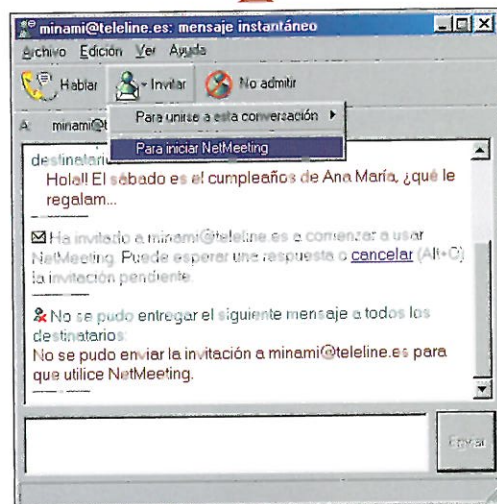 minami@teleline.es: mensaje instantáneo
Archivo Edición Ver Ayuda
Hablar Invitar No admitir
Para unirse a esta conversación
A: minami@t
Para iniciar NetMeeting
destinatari
Hola!! El sábado es el cumpleaños de Ana María, ¿qué le
regalam...
Ha invitado a minami@teleline.es a comenzar a usar
NetMeeting. Puede esperar una respuesta o cancelar (Alt+Q)
la invitación pendiente.
No se pudo entregar el siguiente mensaje a todos los
destinatarios:
No se pudo enviar la invitación a minami@teleline.es para
que utilice NetMeeting.
Enviar